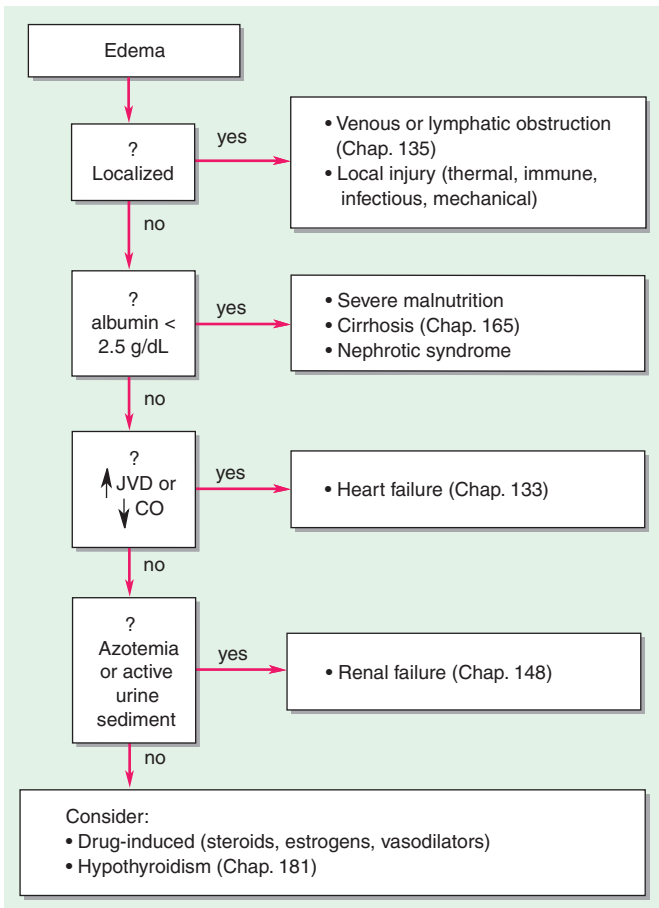 Edema
?
Localized
yes
• Venous or lymphatic obstruction
(Chap. 135)
• Local injury (thermal, immune,
infectious, mechanical)
no
?
albumin <
2.5 g/dL
yes
• Severe malnutrition
• Cirrhosis (Chap. 165)
• Nephrotic syndrome
no
?
↑ JVD or
↓ CO
yes
• Heart failure (Chap. 133)
no
?
Azotemia
or active
urine
sediment
yes
• Renal failure (Chap. 148)
no
Consider:
• Drug-induced (steroids, estrogens, vasodilators)
• Hypothyroidism (Chap. 181)